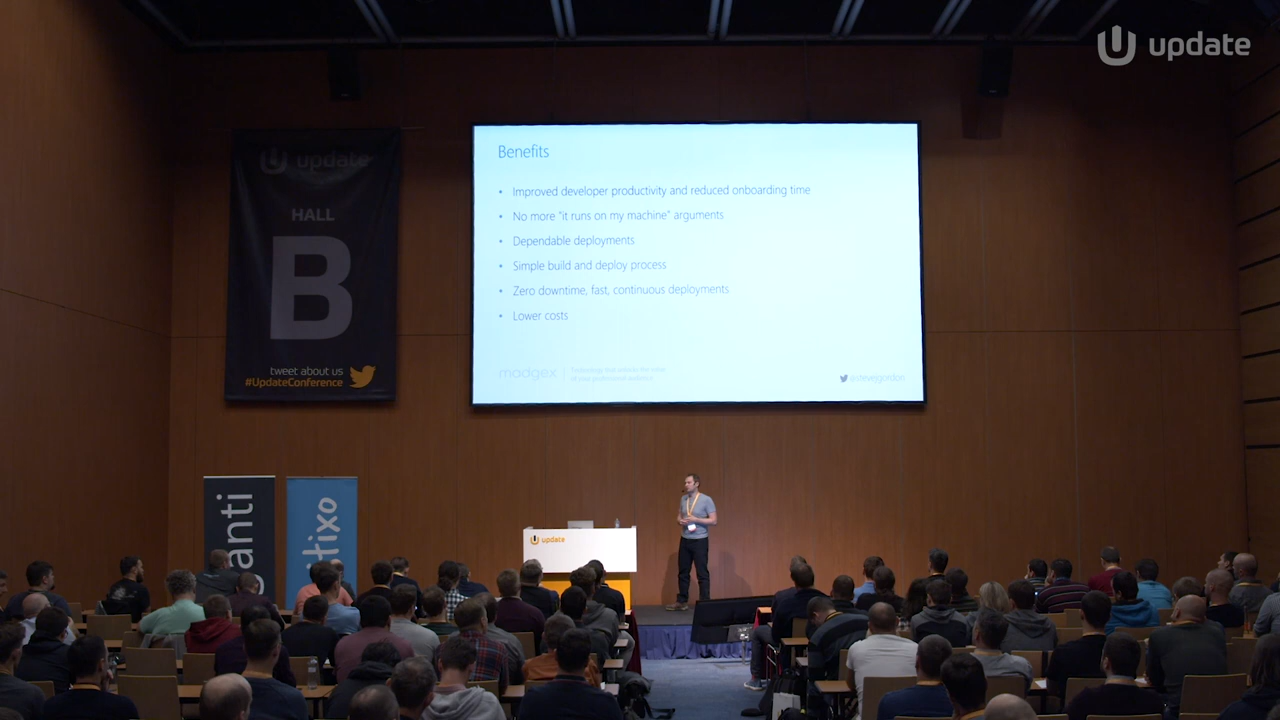 update
update
HALL
B
tweet about us
#UpdateConference
Benefits
• Improved developer productivity and reduced onboarding time
• No more "it runs on my machine" arguments
• Dependable deployments
• Simple build and deploy process
• Zero downtime, fast, continuous deployments
• Lower costs
madgex
@stevejgordon
anti
itixo
update